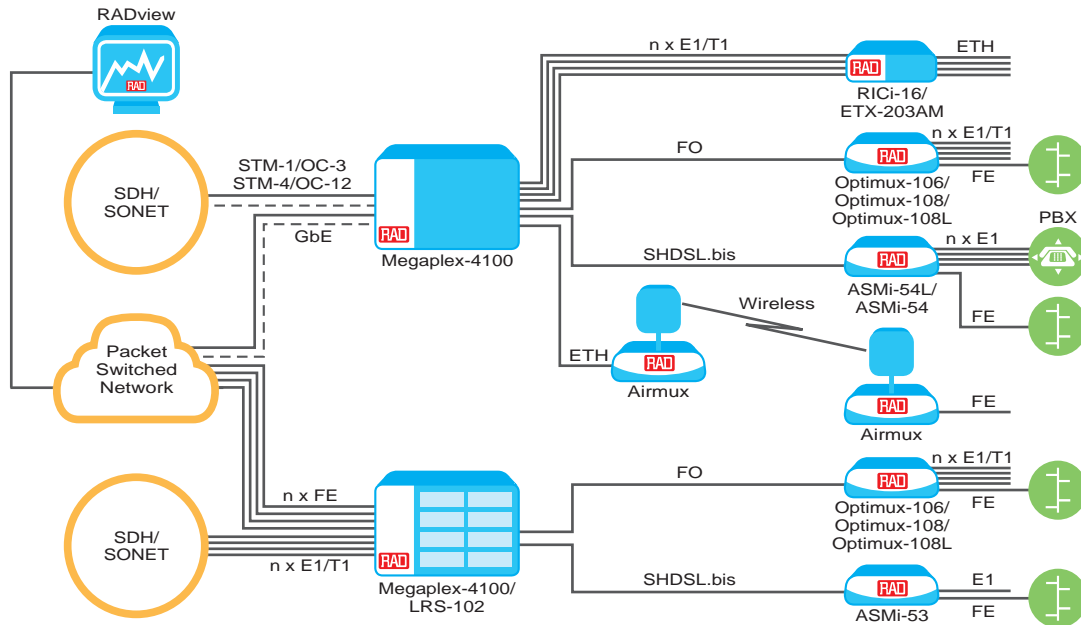 RADview
RAD
n x E1/T1
ETH
RAD
RICi-16/
ETX-203AM
SDH/
SONET
STM-1/OC-3
STM-4/OC-12
GbE
RAD
Megaplex-4100
FO
n x E1/T1
RAD
FE
Optimux-106/
Optimux-108/
Optimux-108L
PBX
SHDSL.bis
n x E1
RAD
ASMi-54L/
ASMi-54
FE
Wireless
ETH
RAD
Airmux
RAD
FE
Airmux
Packet
Switched
Network
n x FE
SDH/
SONET
n x E1/T1
RAD
Megaplex-4100/
LRS-102
FO
n x E1/T1
RAD
FE
Optimux-106/
Optimux-108/
Optimux-108L
SHDSL.bis
E1
RAD
FE
ASMi-53